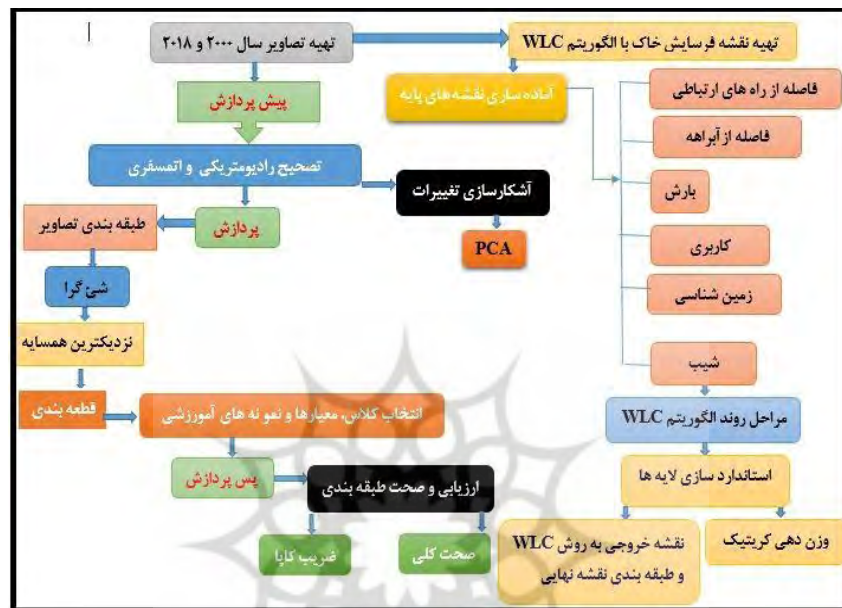 تهیه تصاویر سال ۲۰۰۰ و ۲۰۱۸
تهیه نقشه فرسایش خاک با الگوریتم WLC
پیش پردازش
آماده سازی نقشه های پایه
فاصله از راه های ارتباطی
فاصله از آبراهه
بارش
کاربری
زمین شناسی
شیب
تصحیح رادیومتریکی و اتمسفری
آشکارسازی تغییرات
PCA
پردازش
طبقه بندی تصاویر
شئ گرا
نزدیکترین همسایه
قطعه بندی
انتخاب کلاس، معیارها و نمونه های آموزشی
پس پردازش
ارزیابی و صحت طبقه بندی
ضریب کاپا
صحت کلی
مراحل روند الگوریتم WLC
استاندارد سازی لایه ها
وزن دهی کریتیک
نقشه خروجی به روش WLC
و طبقه بندی نقشه نهایی